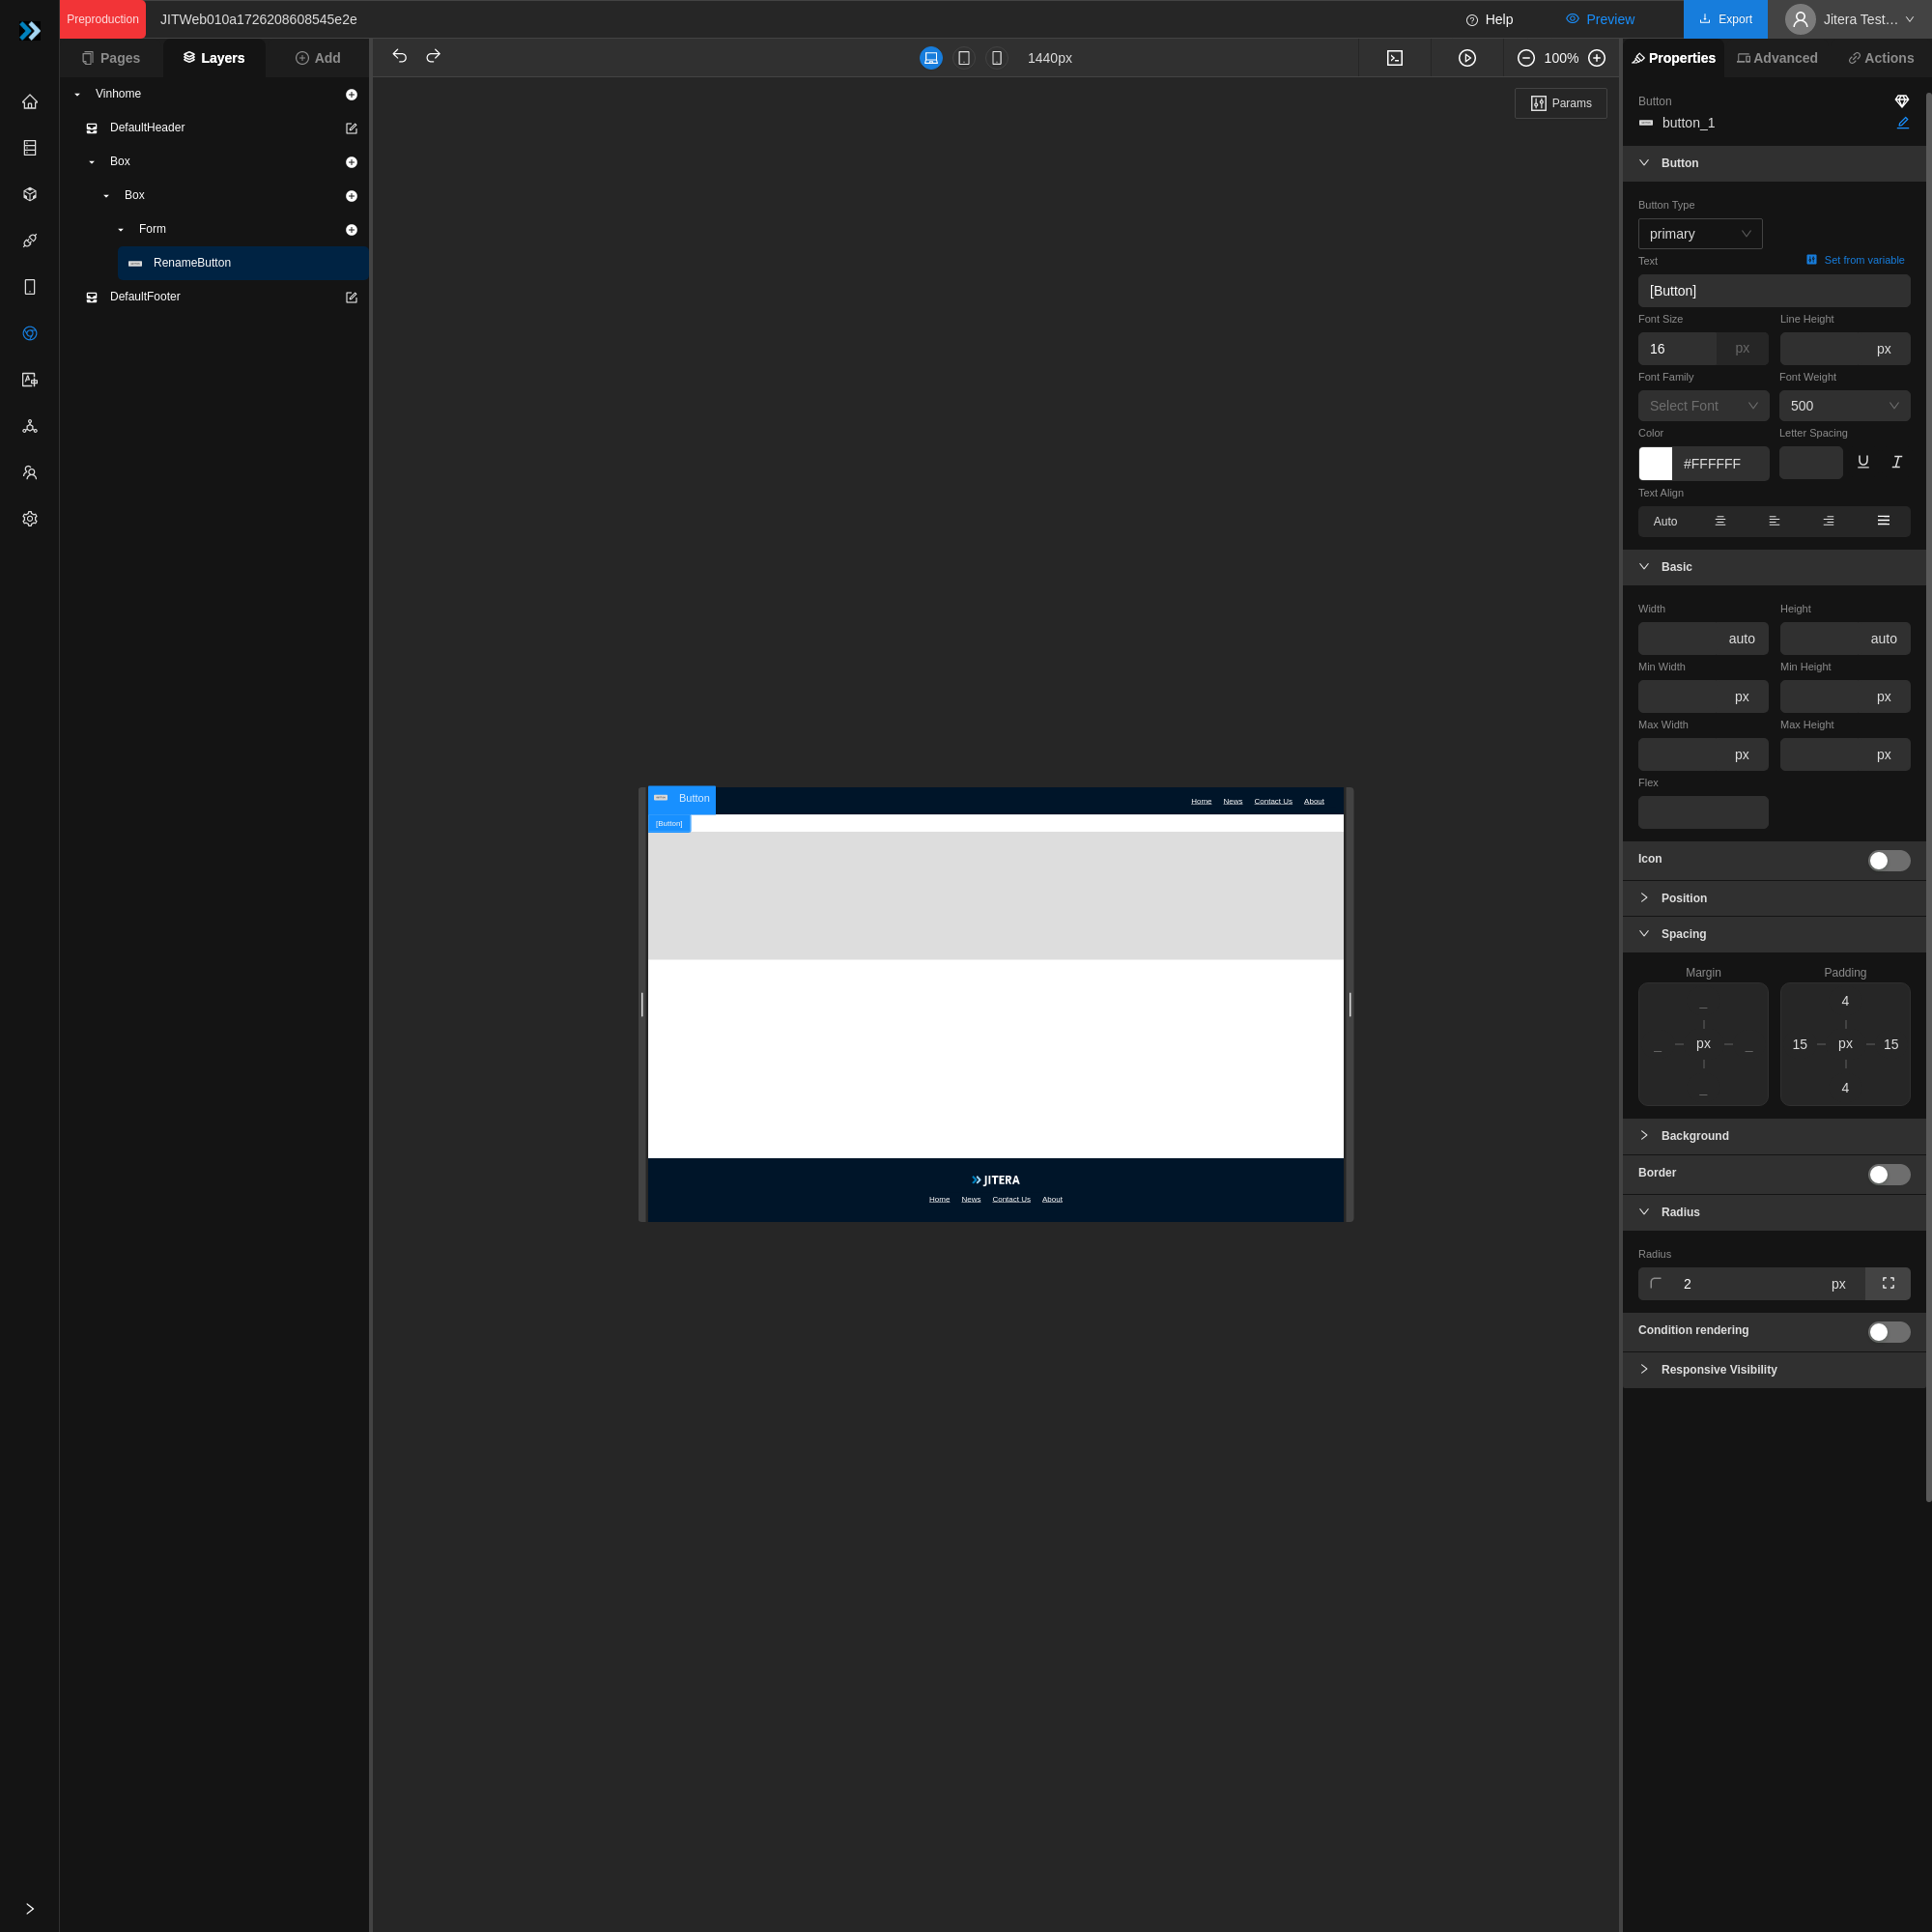 Preproduction JITWeb010a1726208608545e2e Help Preview Export Jitera Test…
Pages Layers Add 1440px 100% Properties Advanced Actions
Vinhome
DefaultHeader
Box
Box
Form
RenameButton
DefaultFooter
Params
Button
Home News Contact Us About
[Button]
JITERA
Home News Contact Us About
Button
button_1
Button
Button Type
primary
Text Set from variable
[Button]
Font Size Line Height
16 px px
Font Family Font Weight
Select Font 500
Color Letter Spacing
#FFFFFF
Text Align
Auto
Basic
Width Height
auto auto
Min Width Min Height
px px
Max Width Max Height
px px
Flex
Icon
Position
Spacing
Margin Padding
4
px 15 px 15
4
Background
Border
Radius
Radius
2 px
Condition rendering
Responsive Visibility